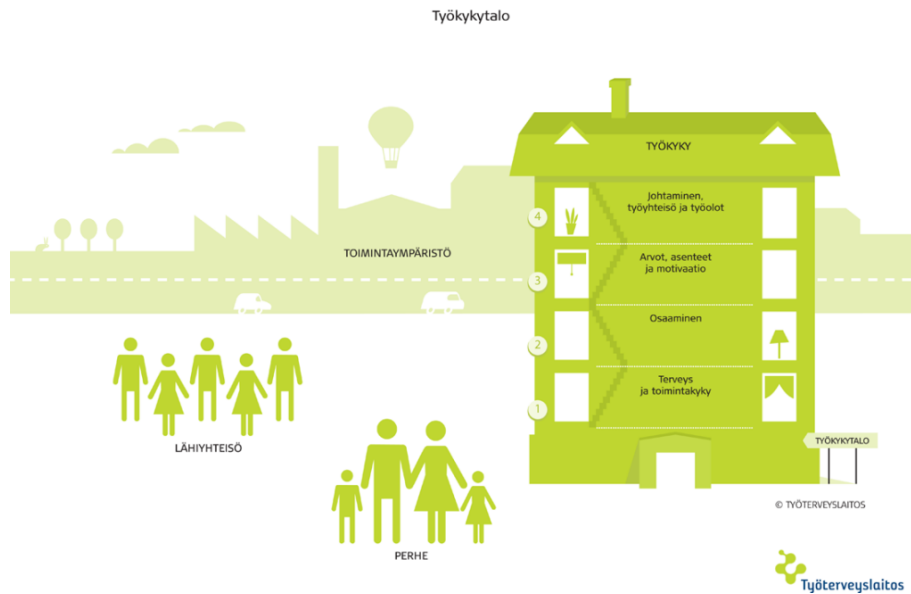 Työkykytalo
TYÖKYKY
4
Johtaminen,
työyhteisö ja työolot
TOIMINTAYMPÄRISTÖ
3
Arvot, asenteet
ja motivaatio
2
Osaaminen
1
Terveys
ja toimintakyky
LÄHIYHTEISÖ
TYÖKYKYTALO
© TYÖTERVEYSLAITOS
PERHE
Työterveyslaitos